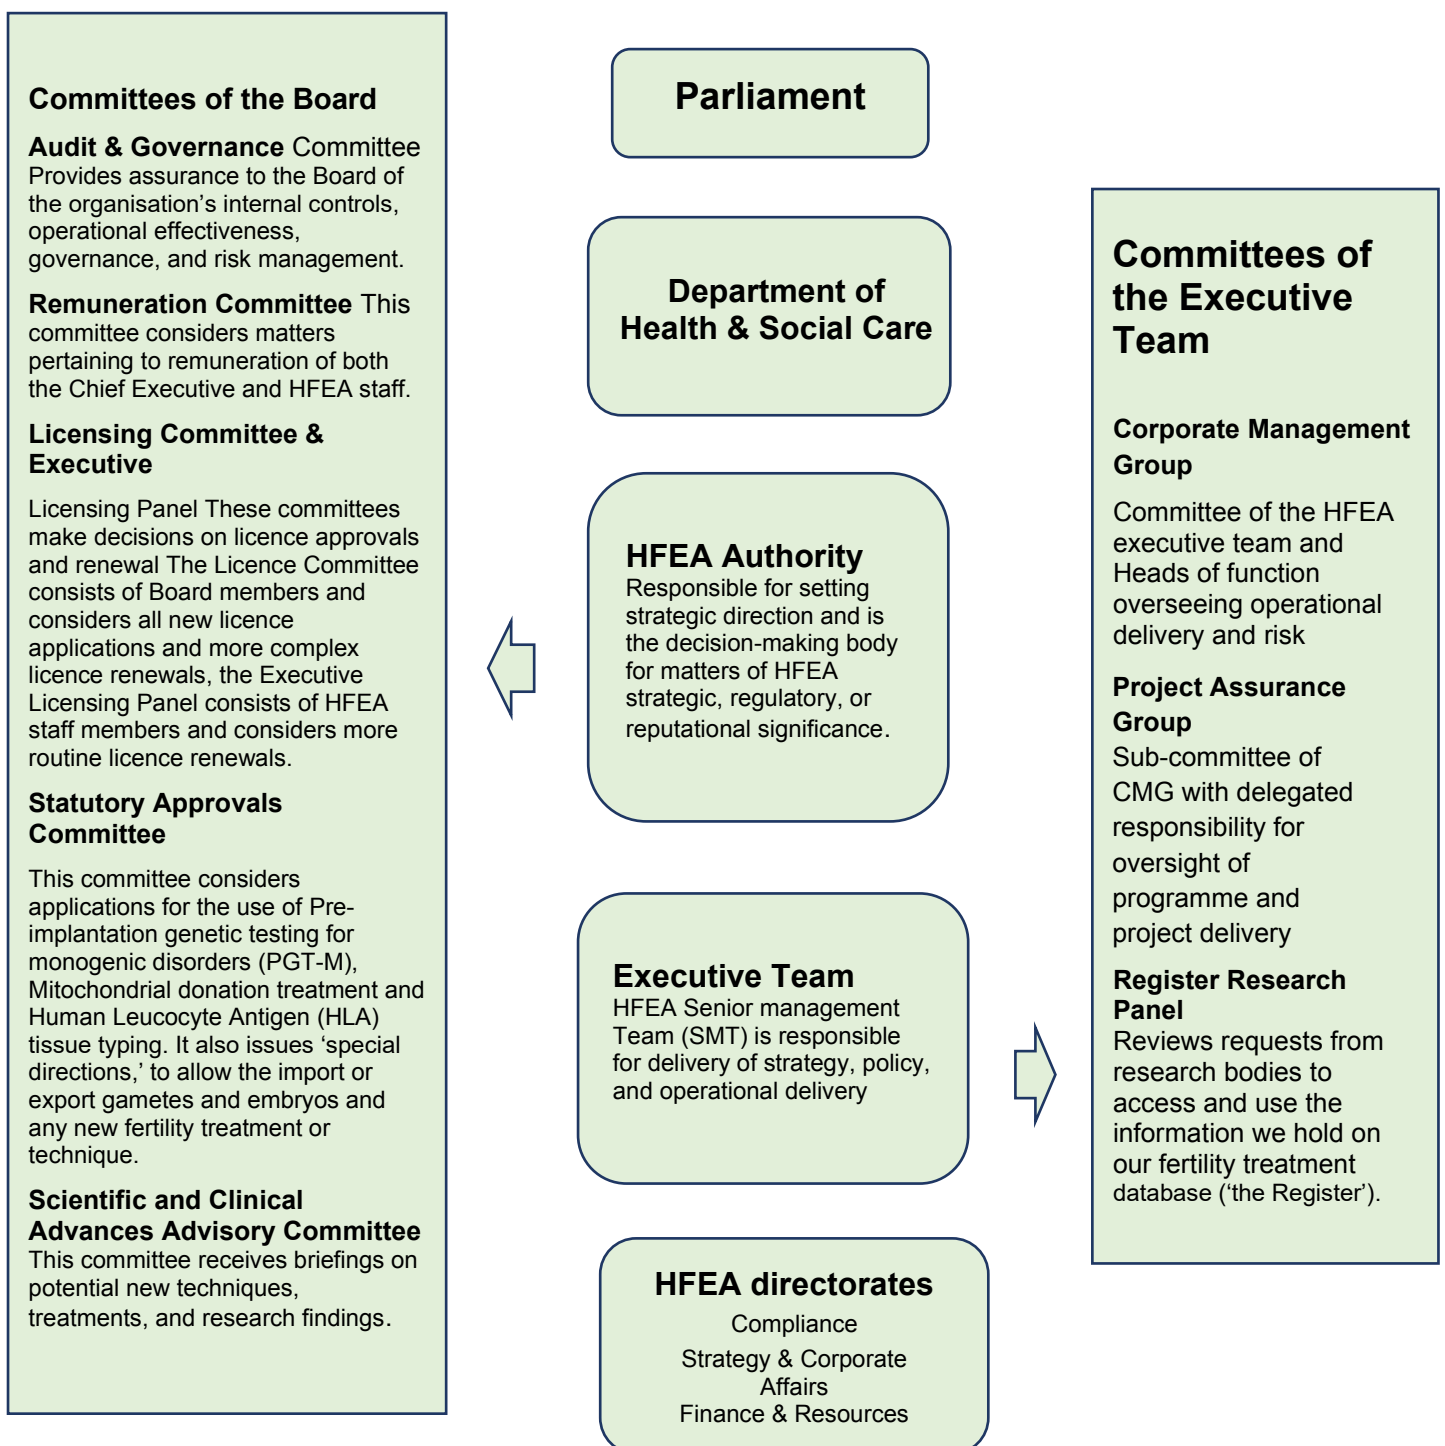 Committees of the Board
Audit & Governance Committee
Provides assurance to the Board of
the organisation’s internal controls,
operational effectiveness,
governance, and risk management.
Remuneration Committee This
committee considers matters
pertaining to remuneration of both
the Chief Executive and HFEA staff.
Licensing Committee &
Executive
Licensing Panel These committees
make decisions on licence approvals
and renewal The Licence Committee
consists of Board members and
considers all new licence
applications and more complex
licence renewals, the Executive
Licensing Panel consists of HFEA
staff members and considers more
routine licence renewals.
Statutory Approvals
Committee
This committee considers
applications for the use of Pre-
implantation genetic testing for
monogenic disorders (PGT-M),
Mitochondrial donation treatment and
Human Leucocyte Antigen (HLA)
tissue typing. It also issues ‘special
directions,’ to allow the import or
export gametes and embryos and
any new fertility treatment or
technique.
Scientific and Clinical
Advances Advisory Committee
This committee receives briefings on
potential new techniques,
treatments, and research findings.
Parliament
Department of
Health & Social Care
HFEA Authority
Responsible for setting
strategic direction and is
the decision-making body
for matters of HFEA
strategic, regulatory, or
reputational significance.
Executive Team
HFEA Senior management
Team (SMT) is responsible
for delivery of strategy, policy,
and operational delivery
HFEA directorates
Compliance
Strategy & Corporate
Affairs
Finance & Resources
Committees of
the Executive
Team
Corporate Management
Group
Committee of the HFEA
executive team and
Heads of function
overseeing operational
delivery and risk
Project Assurance
Group
Sub-committee of
CMG with delegated
responsibility for
oversight of
programme and
project delivery
Register Research
Panel
Reviews requests from
research bodies to
access and use the
information we hold on
our fertility treatment
database (‘the Register’).